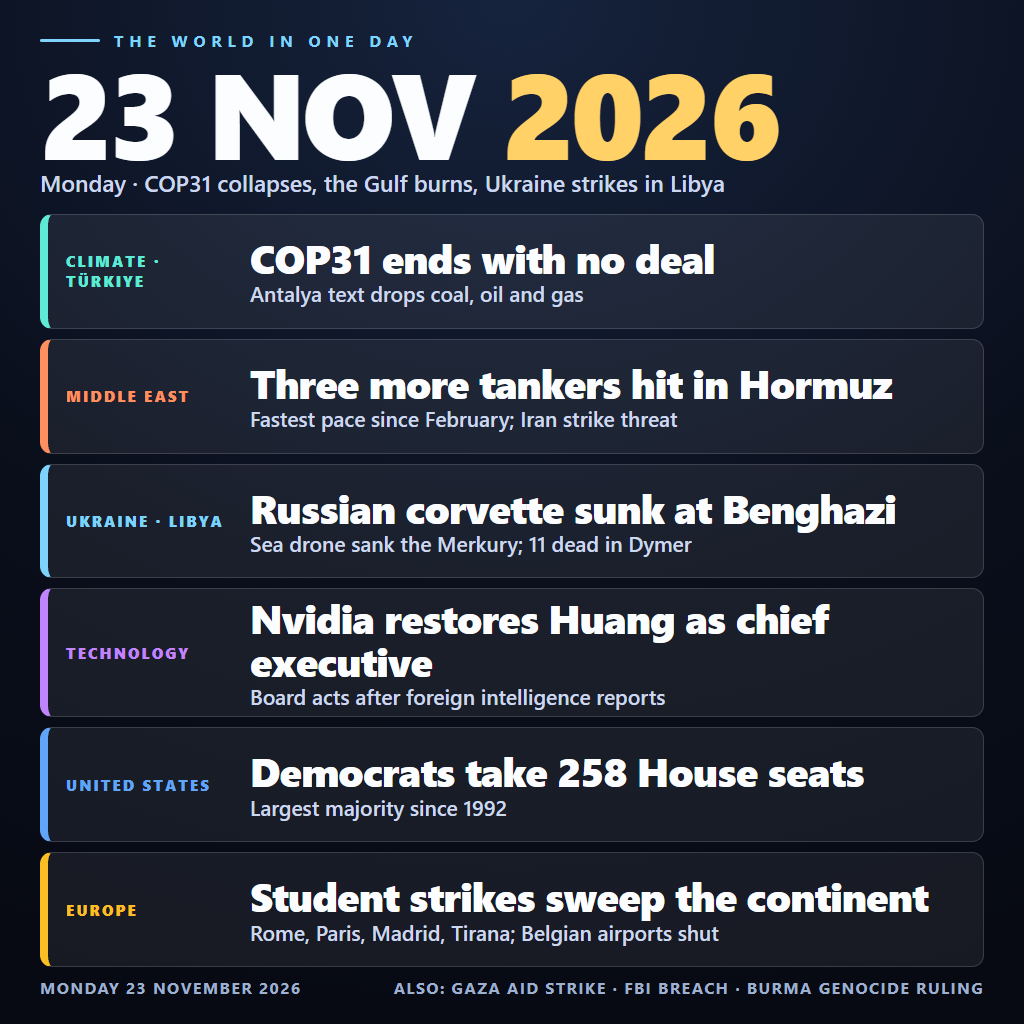 THE WORLD IN ONE DAY
23 NOV 2026
Monday · COP31 collapses, the Gulf burns, Ukraine strikes in Libya
CLIMATE ·
TÜRKIYE
COP31 ends with no deal
Antalya text drops coal, oil and gas
MIDDLE EAST
Three more tankers hit in Hormuz
Fastest pace since February; Iran strike threat
UKRAINE · LIBYA
Russian corvette sunk at Benghazi
Sea drone sank the Merkury; 11 dead in Dymer
TECHNOLOGY
Nvidia restores Huang as chief
executive
Board acts after foreign intelligence reports
UNITED STATES
Democrats take 258 House seats
Largest majority since 1992
EUROPE
Student strikes sweep the continent
Rome, Paris, Madrid, Tirana; Belgian airports shut
MONDAY 23 NOVEMBER 2026
ALSO: GAZA AID STRIKE · FBI BREACH · BURMA GENOCIDE RULING